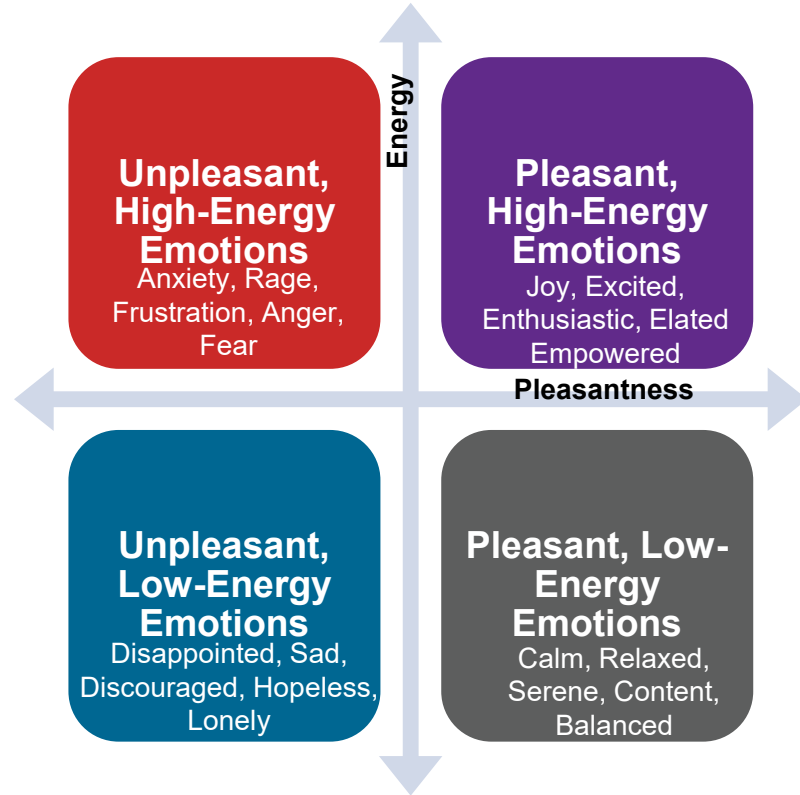 Energy
Unpleasant,
High-Energy
Emotions
Anxiety, Rage,
Frustration, Anger,
Fear
Pleasant,
High-Energy
Emotions
Joy, Excited,
Enthusiastic, Elated
Empowered
Pleasantness
Unpleasant,
Low-Energy
Emotions
Disappointed, Sad,
Discouraged, Hopeless,
Lonely
Pleasant, Low-
Energy
Emotions
Calm, Relaxed,
Serene, Content,
Balanced